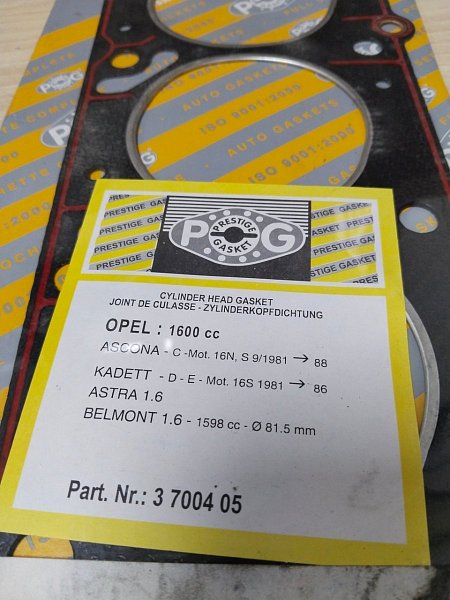 AUTO GASKETS
ISO 9001:2000
PRESTIGE GASKET
PRESTIGE GASKET
P G
PRESTIGE GASKET
CYLINDER HEAD GASKET
JOINT DE CULASSE - ZYLINDERKOPFDICHTUNG
OPEL : 1600 cc
ASCONA - C -Mot. 16N, S 9/1981 → 88
KADETT - D - E - Mot. 16S 1981 → 86
ASTRA 1.6
BELMONT 1.6 - 1598 cc - Ø 81.5 mm
Part. Nr.: 3 7004 05